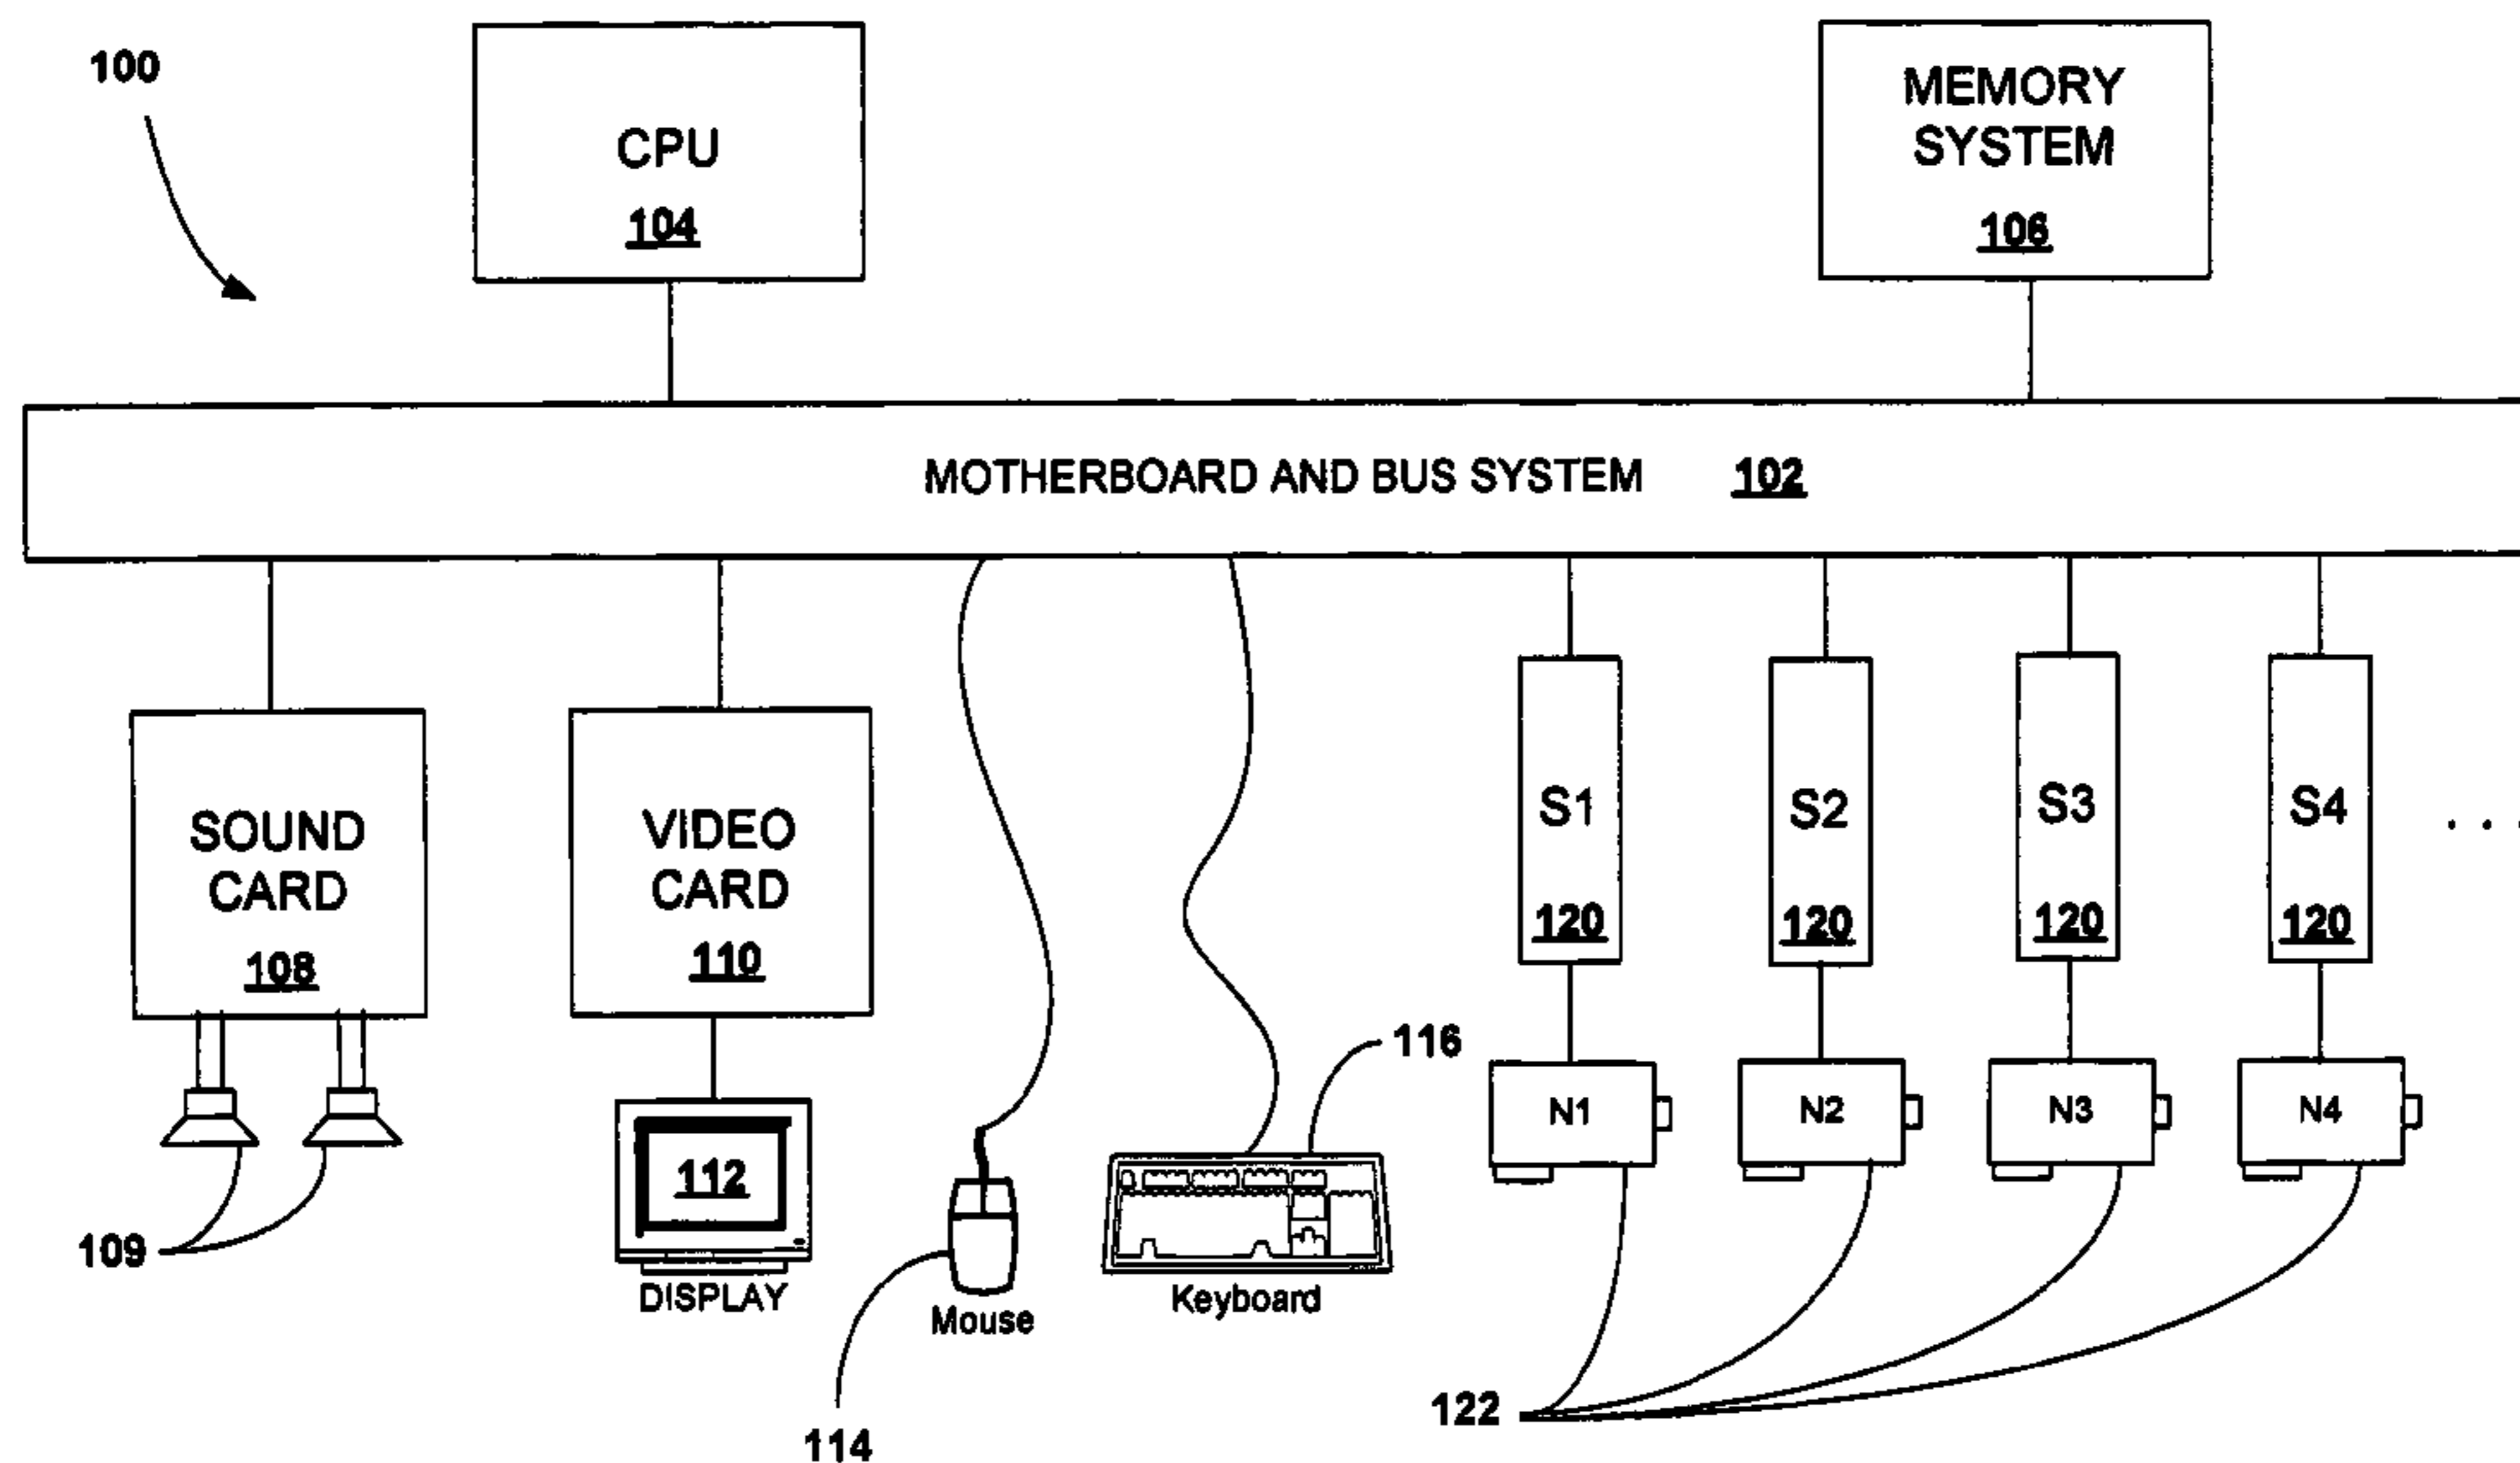 100
CPU
104
MEMORY
SYSTEM
106
MOTHERBOARD AND BUS SYSTEM 102
SOUND
CARD
108
VIDEO
CARD
110
S1
120
S2
120
S3
120
S4
120
. . .
116
N1
N2
N3
N4
112
109
DISPLAY
Mouse
Keyboard
114
122